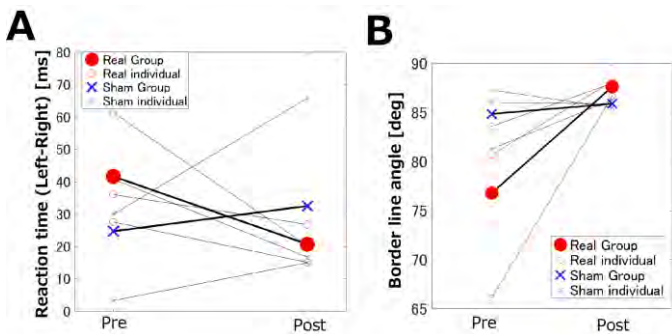 A
Reaction time (Left-Right) [ms]
80
70
60
50
40
30
20
10
0
Real Group
Real individual
Sham Group
Sham individual
Pre
Post
B
Border line angle [deg]
90
85
80
75
70
65
Real Group
Real individual
Sham Group
Sham individual
Pre
Post